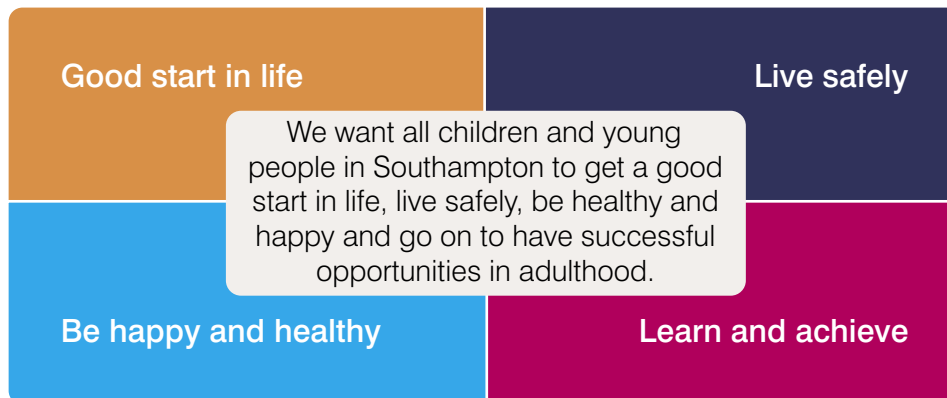 Good start in life
Live safely
We want all children and young
people in Southampton to get a good
start in life, live safely, be healthy and
happy and go on to have successful
opportunities in adulthood.
Be happy and healthy
Learn and achieve